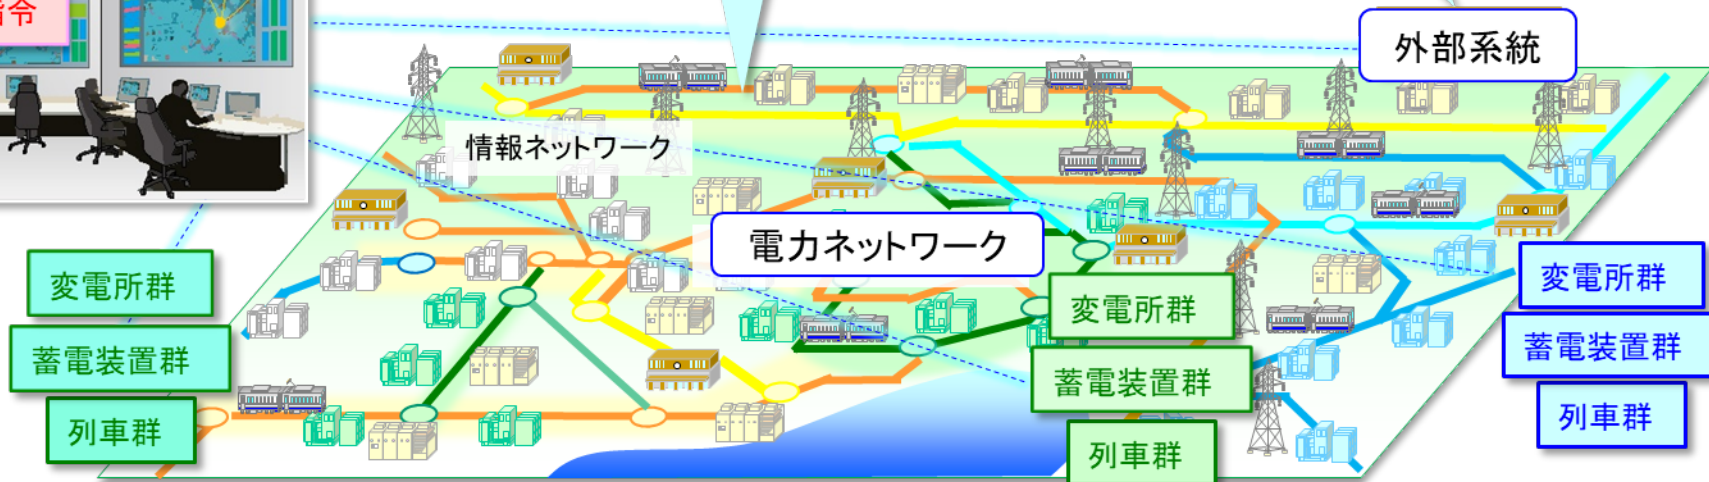 指令
外部系統
情報ネットワーク
電力ネットワーク
変電所群
蓄電装置群
列車群
変電所群
蓄電装置群
列車群
変電所群
蓄電装置群
列車群